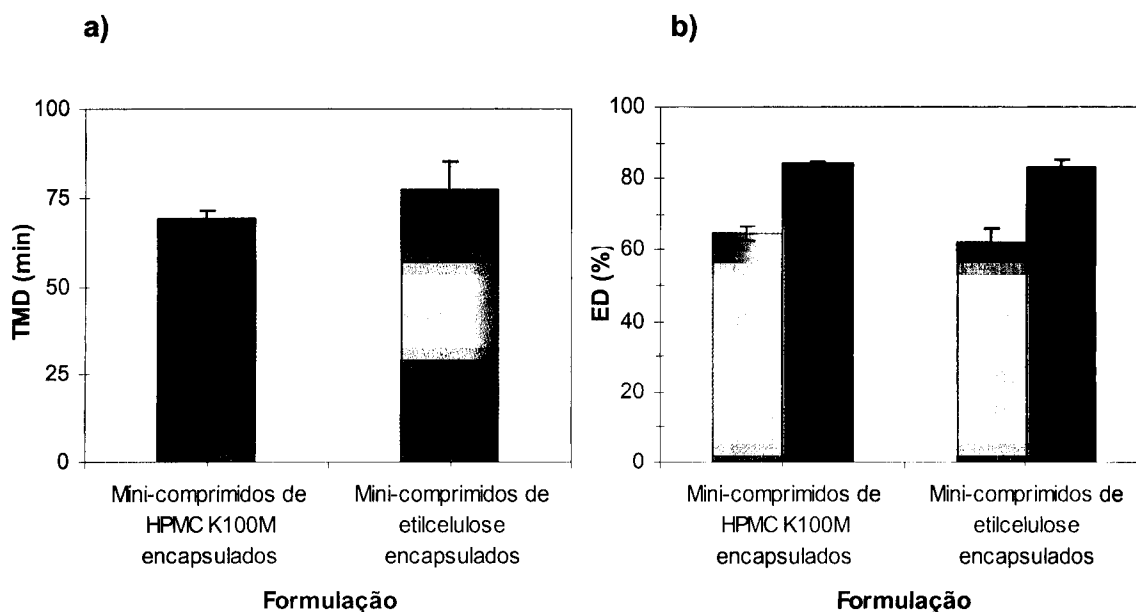 a)
100
75
50
25
0
TMD (min)
Mini-comprimidos de
HPMC K100M
encapsulados
Mini-comprimidos de
etilcelulose
encapsulados
Formulação
b)
100
80
60
40
20
0
ED (%)
Mini-comprimidos de
HPMC K100M
encapsulados
Mini-comprimidos de
etilcelulose
encapsulados
Formulação